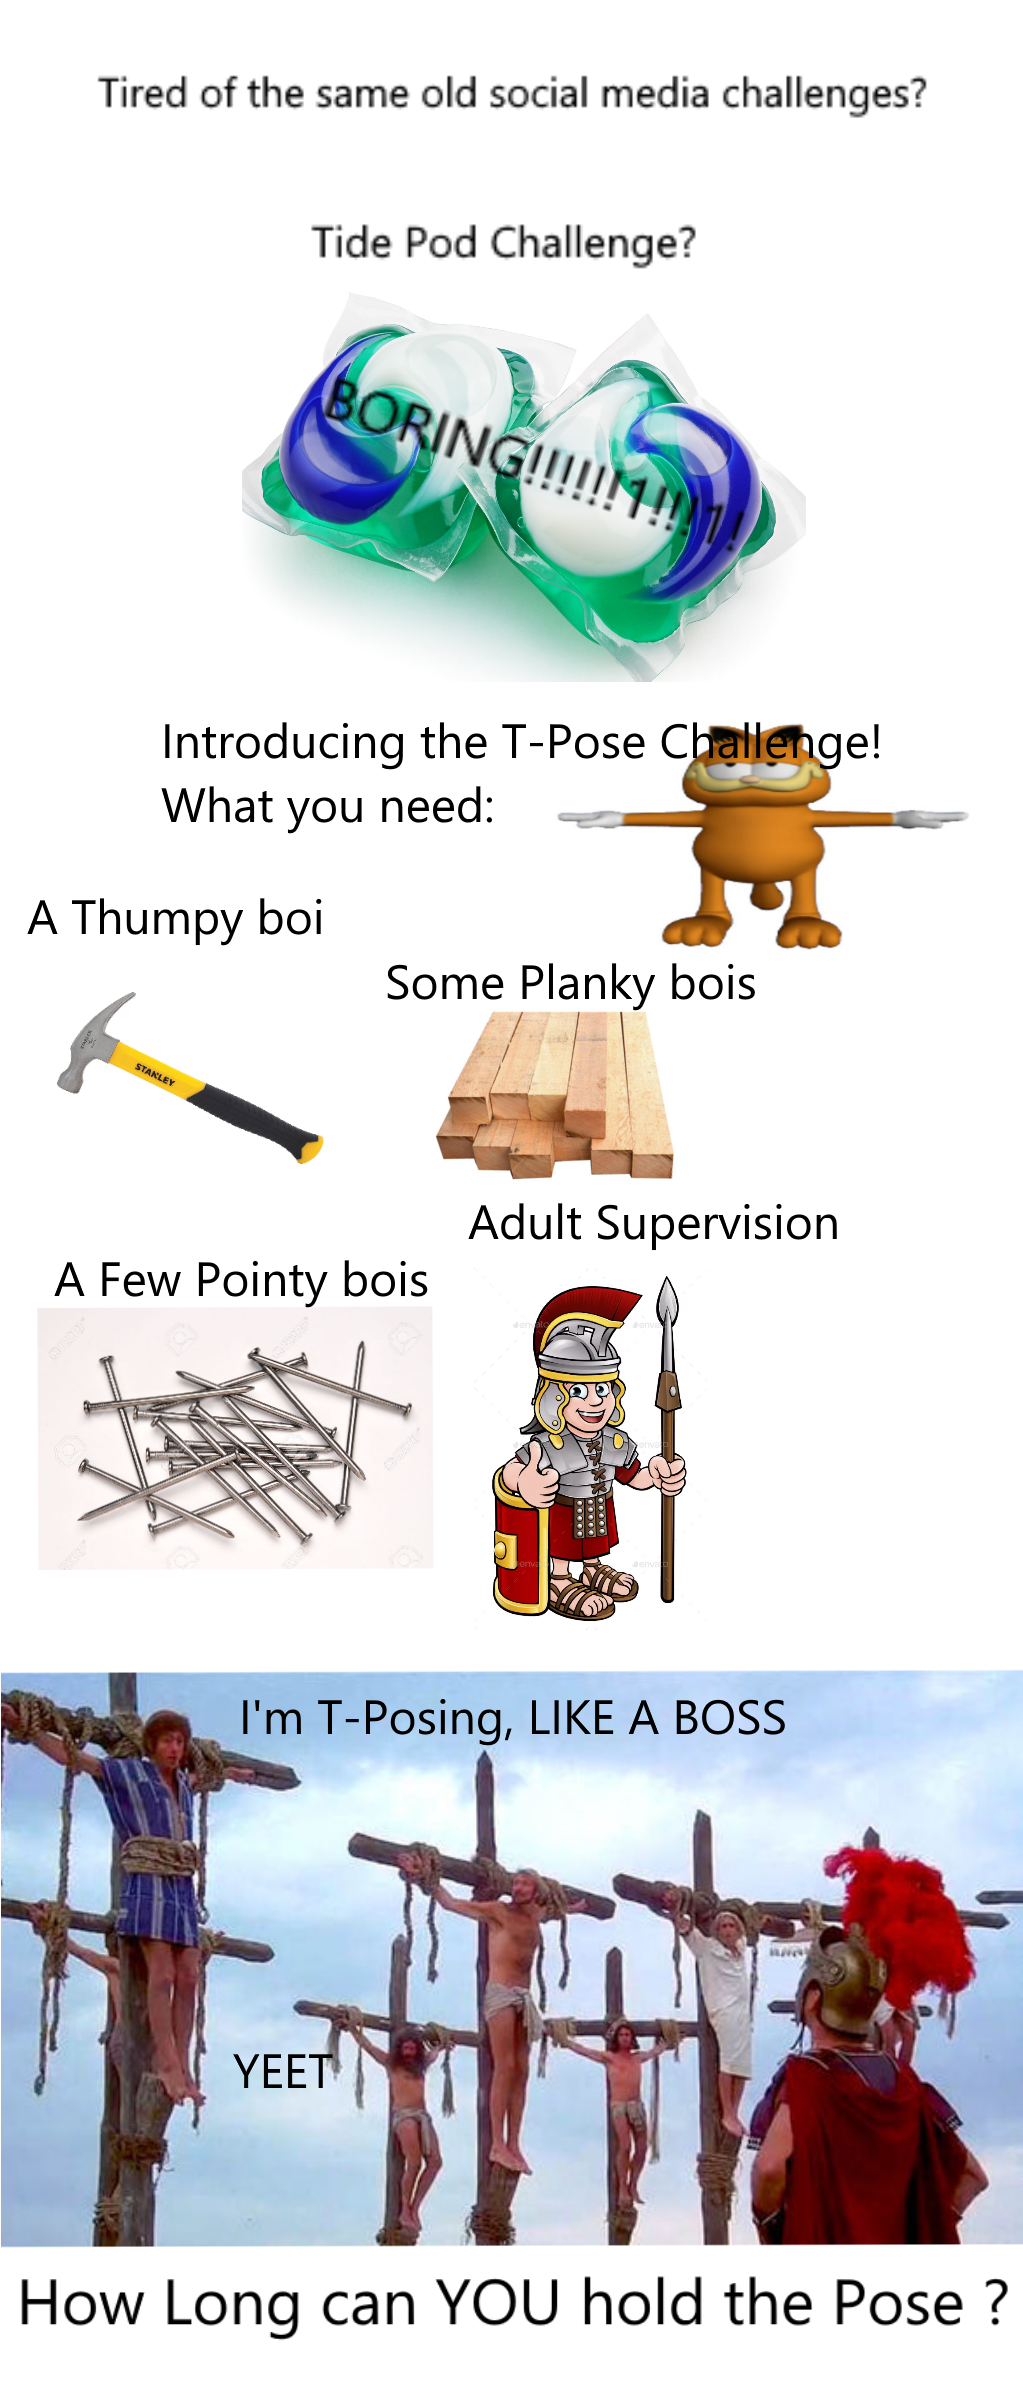 Tired of the same old social media challenges?
Tide Pod Challenge?
BORING!!!!!!1!!!1!
Introducing the T-Pose Challenge!
What you need:
A Thumpy boi
Some Planky bois
STANLEY
Adult Supervision
A Few Pointy bois
I'm T-Posing, LIKE A BOSS
YEET
How Long can YOU hold the Pose ?